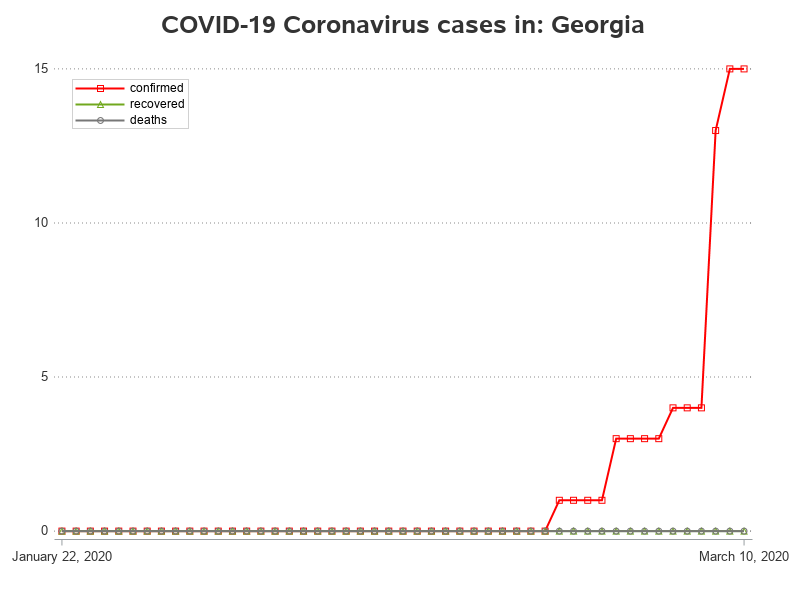 COVID-19 Coronavirus cases in: Georgia
15
confirmed
recovered
deaths
10
5
0
January 22, 2020
March 10, 2020